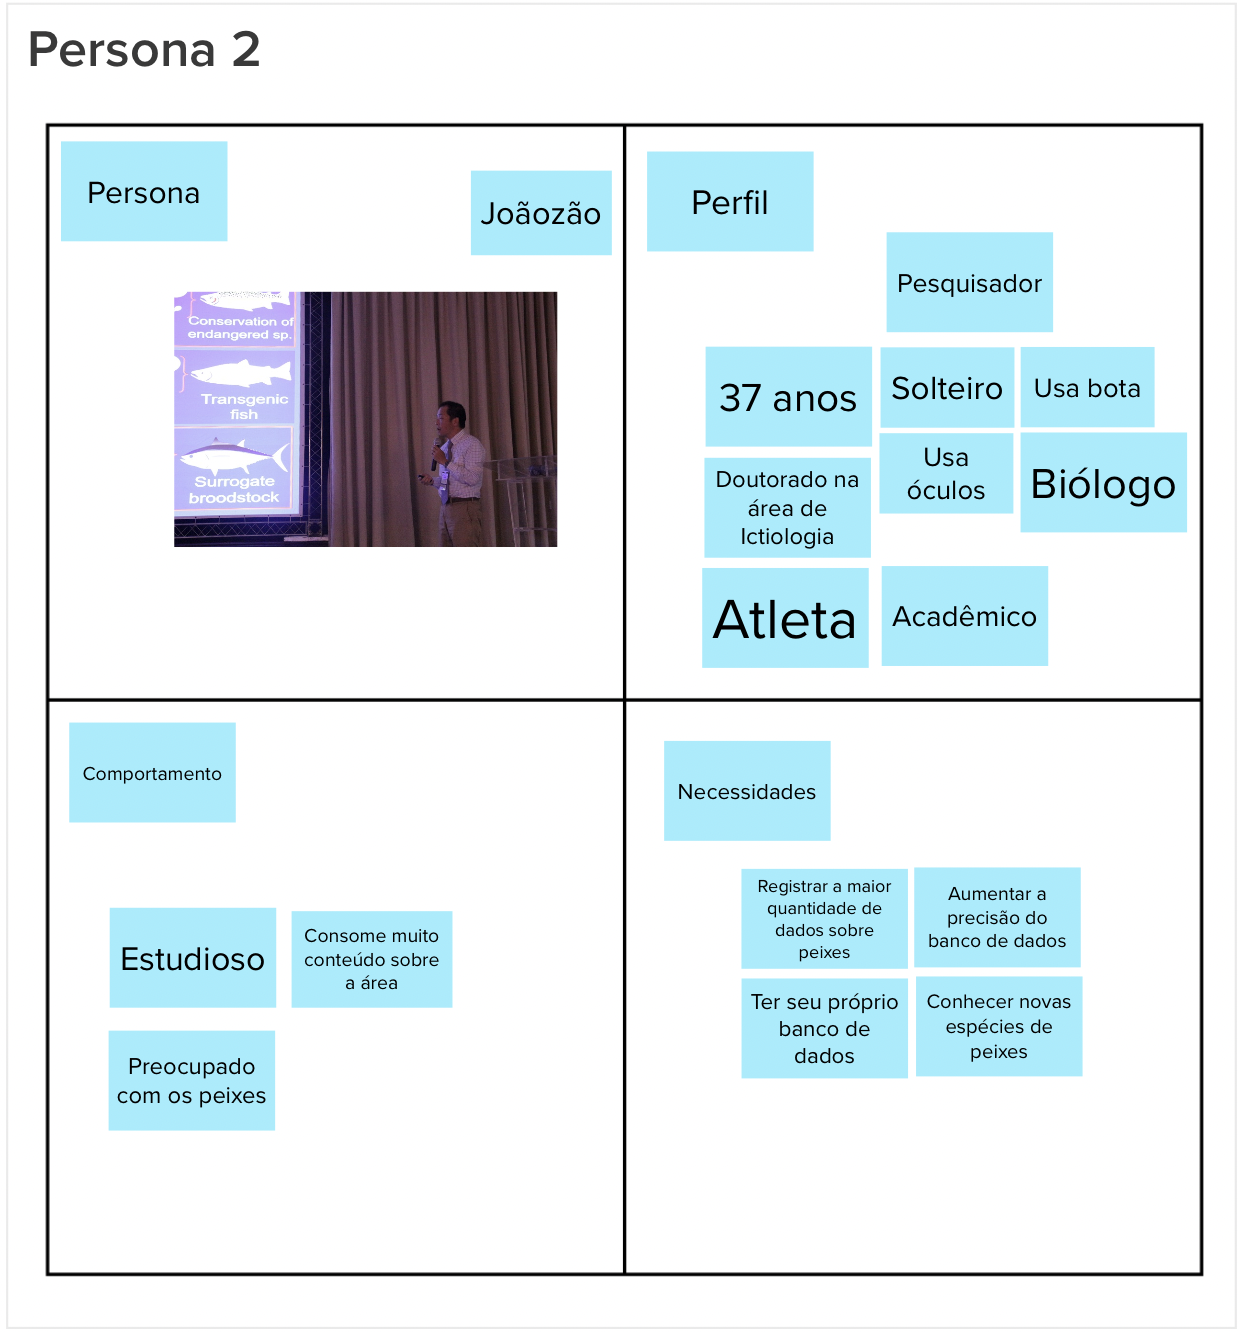 Persona 2
Persona
Joãozão
Conservation of
endangered sp.
Transgenic
fish
Surrogate
broodstock
Perfil
Pesquisador
37 anos
Solteiro
Usa bota
Doutorado na
área de
Ictiologia
Usa
óculos
Biólogo
Atleta
Acadêmico
Comportamento
Estudioso
Consome muito
conteúdo sobre
a área
Preocupado
com os peixes
Necessidades
Registrar a maior
quantidade de
dados sobre
peixes
Aumentar a
precisão do
banco de dados
Ter seu próprio
banco de
dados
Conhecer novas
espécies de
peixes